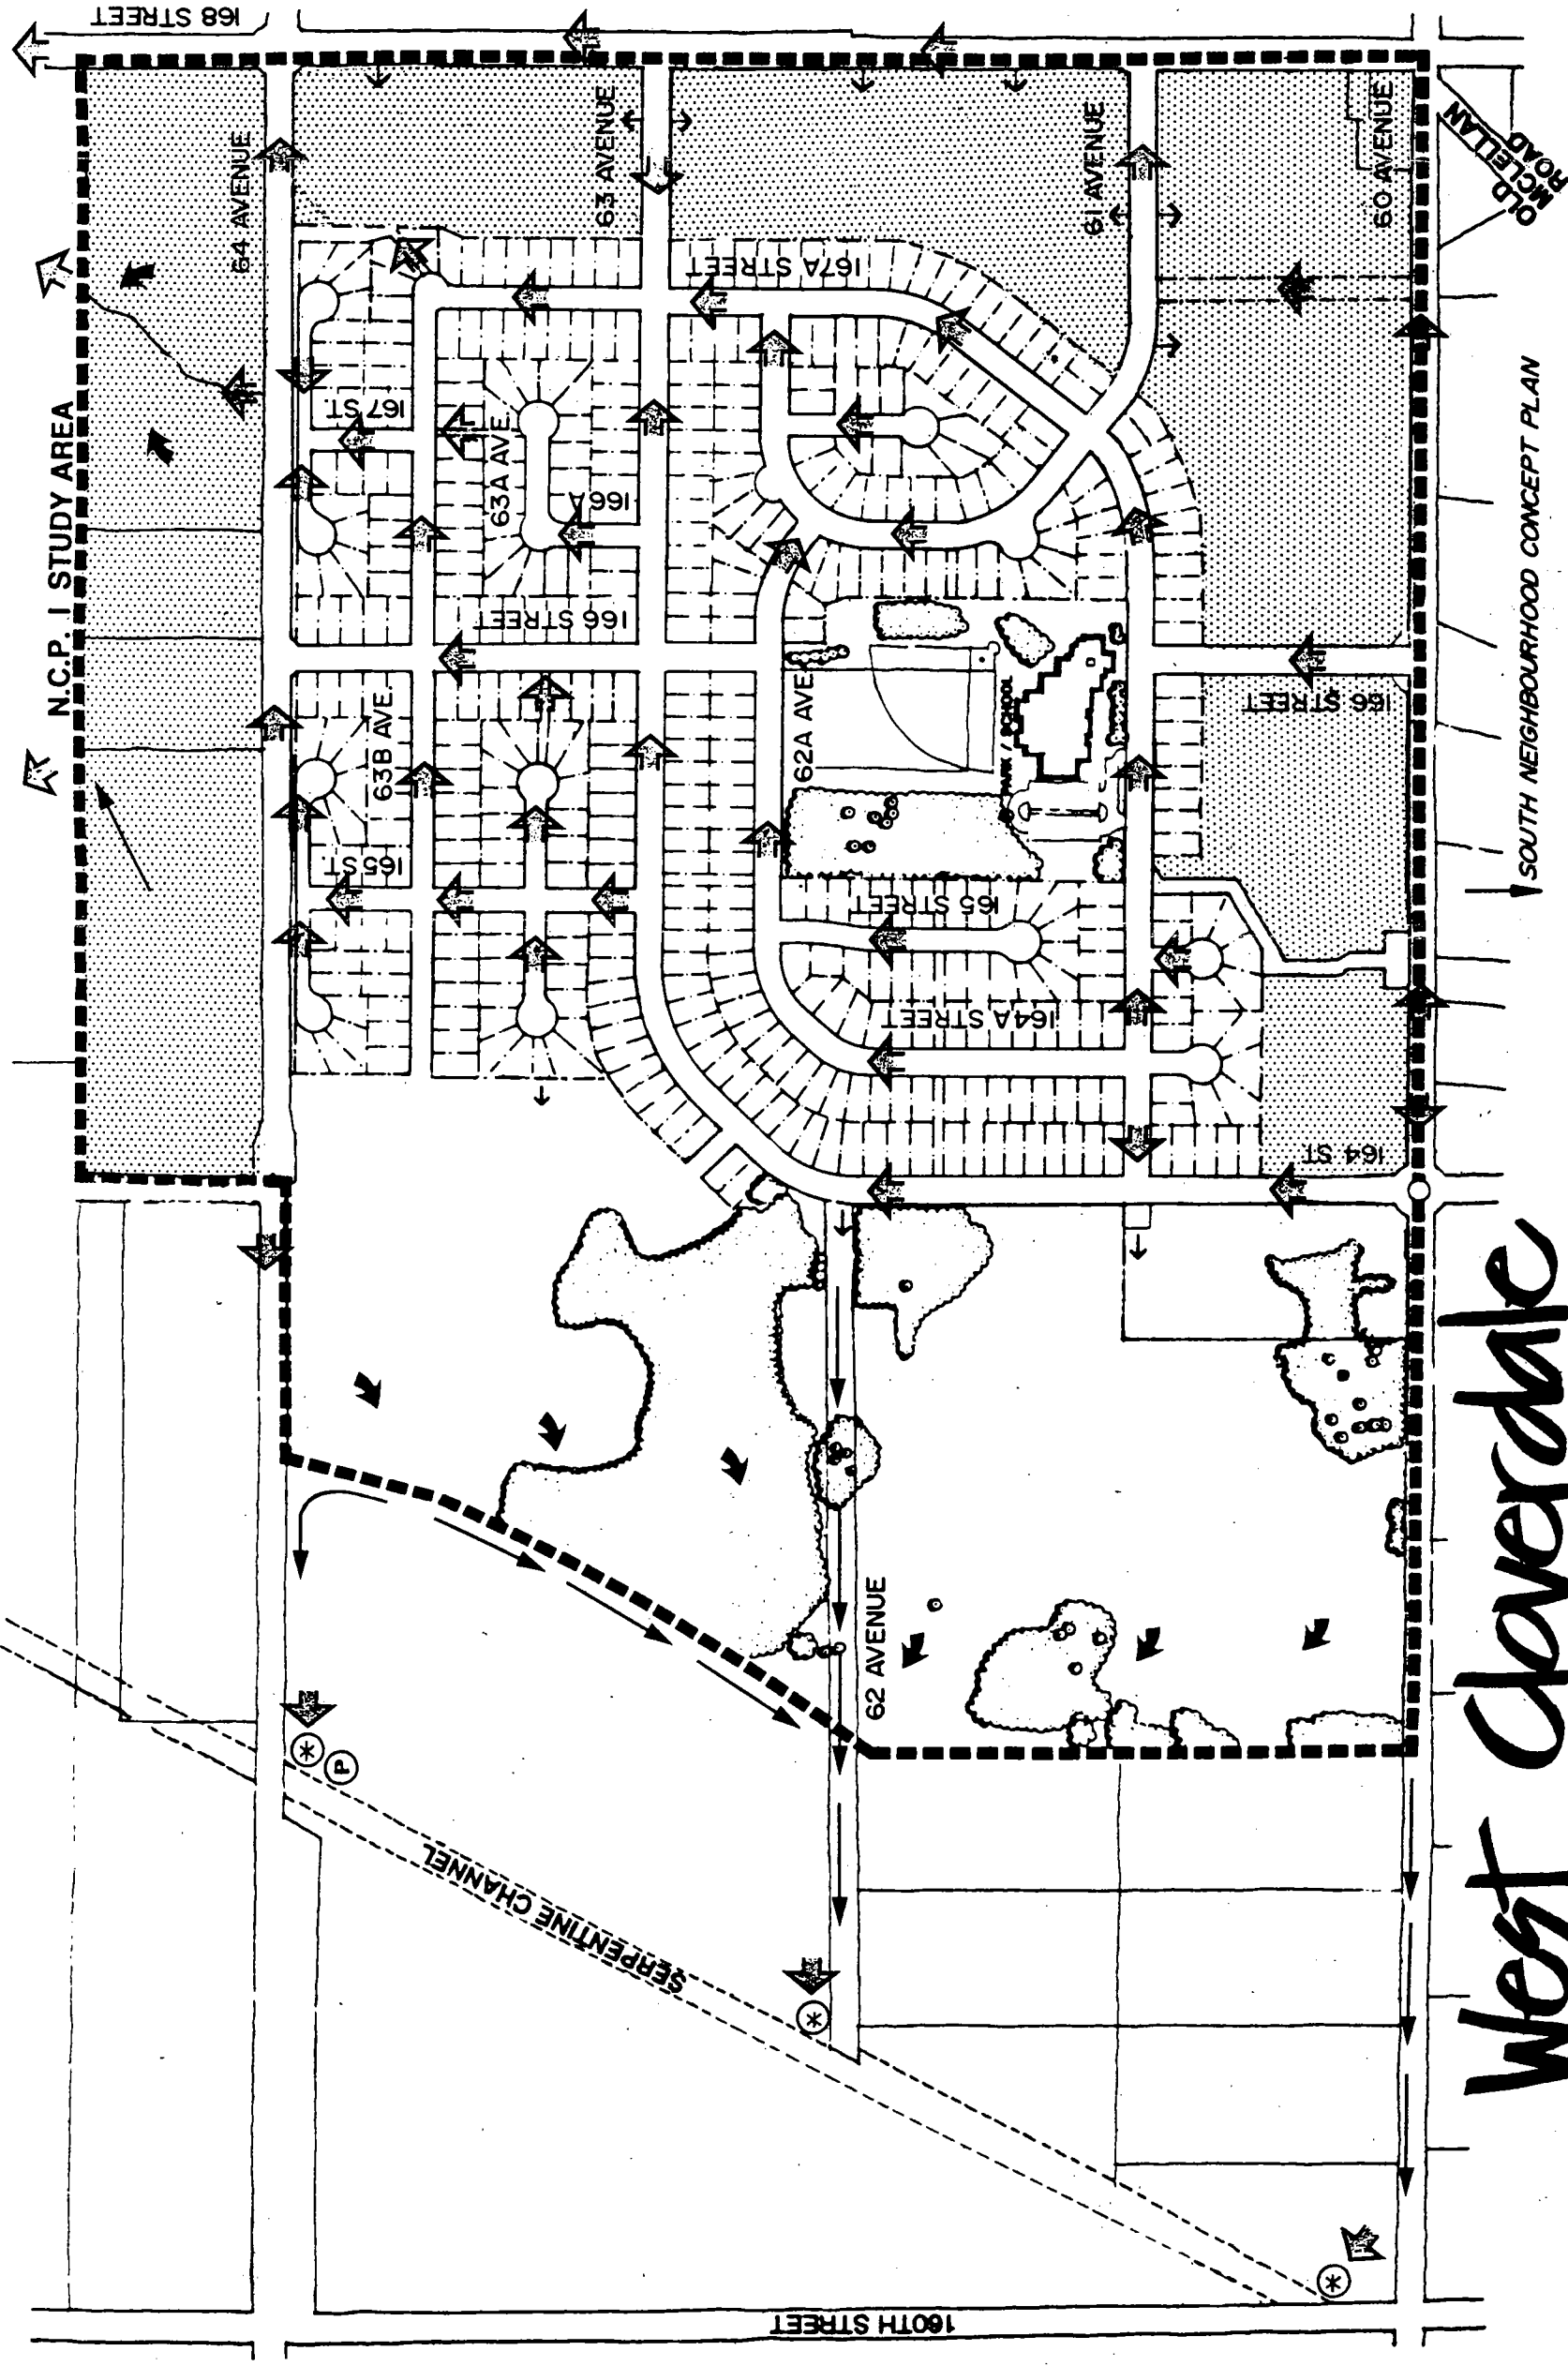 168 STREET
N.C.P. 1 STUDY AREA
64 AVENUE
63 AVENUE
61 AVENUE
60 AVENUE
OLD
MCLELLAN
ROAD
167A STREET
167 ST.
63A AVE.
166A
166 STREET
63B AVE.
62A AVE.
PARK / SCHOOL
166 STREET
165 ST.
165 STREET
164A STREET
164 ST
SOUTH NEIGHBOURHOOD CONCEPT PLAN
62 AVENUE
P
SERPENTINE CHANNEL
160TH STREET
West Cloverdale